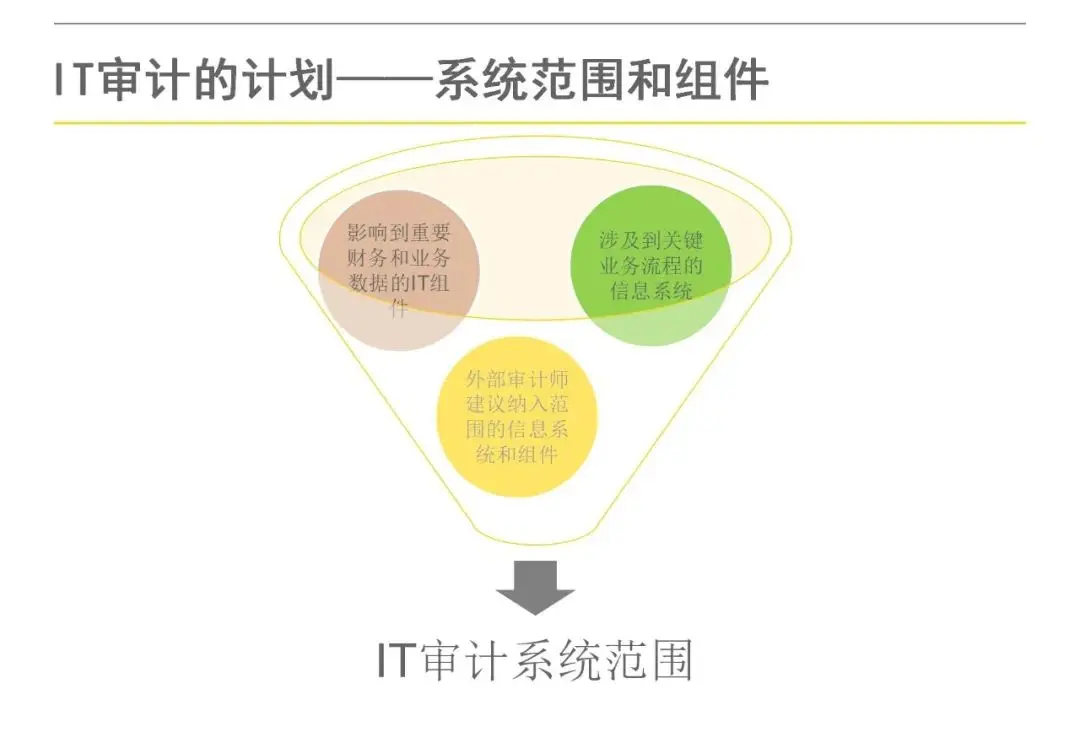 IT审计的计划——系统范围和组件
影响到重要
财务和业务
数据的IT组
件
涉及到关键
业务流程的
信息系统
外部审计师
建议纳入范
围的信息系
统和组件
IT审计系统范围